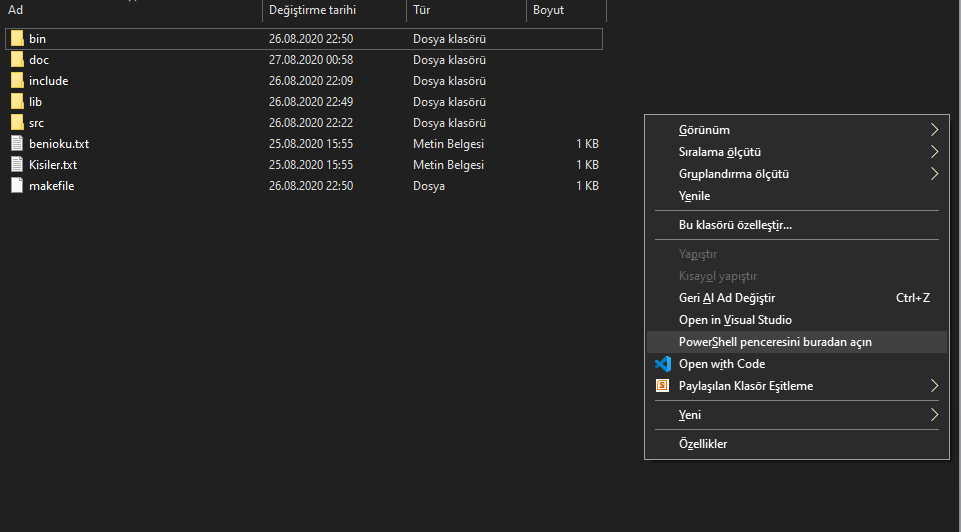 Ad Değiştirme tarihi Tür Boyut
bin 26.08.2020 22:50 Dosya klasörü
doc 27.08.2020 00:58 Dosya klasörü
include 26.08.2020 22:09 Dosya klasörü
lib 26.08.2020 22:49 Dosya klasörü
src 26.08.2020 22:22 Dosya klasörü
benioku.txt 25.08.2020 15:55 Metin Belgesi 1 KB
Kisiler.txt 25.08.2020 15:55 Metin Belgesi 1 KB
makefile 26.08.2020 22:50 Dosya 1 KB
Görünüm
Sıralama ölçütü
Gruplandırma ölçütü
Yenile
Bu klasörü özelleştir...
Yapıştır
Kısayol yapıştır
Geri Al Ad Değiştir Ctrl+Z
Open in Visual Studio
PowerShell penceresini buradan açın
Open with Code
Paylaşılan Klasör Eşitleme
Yeni
Özellikler